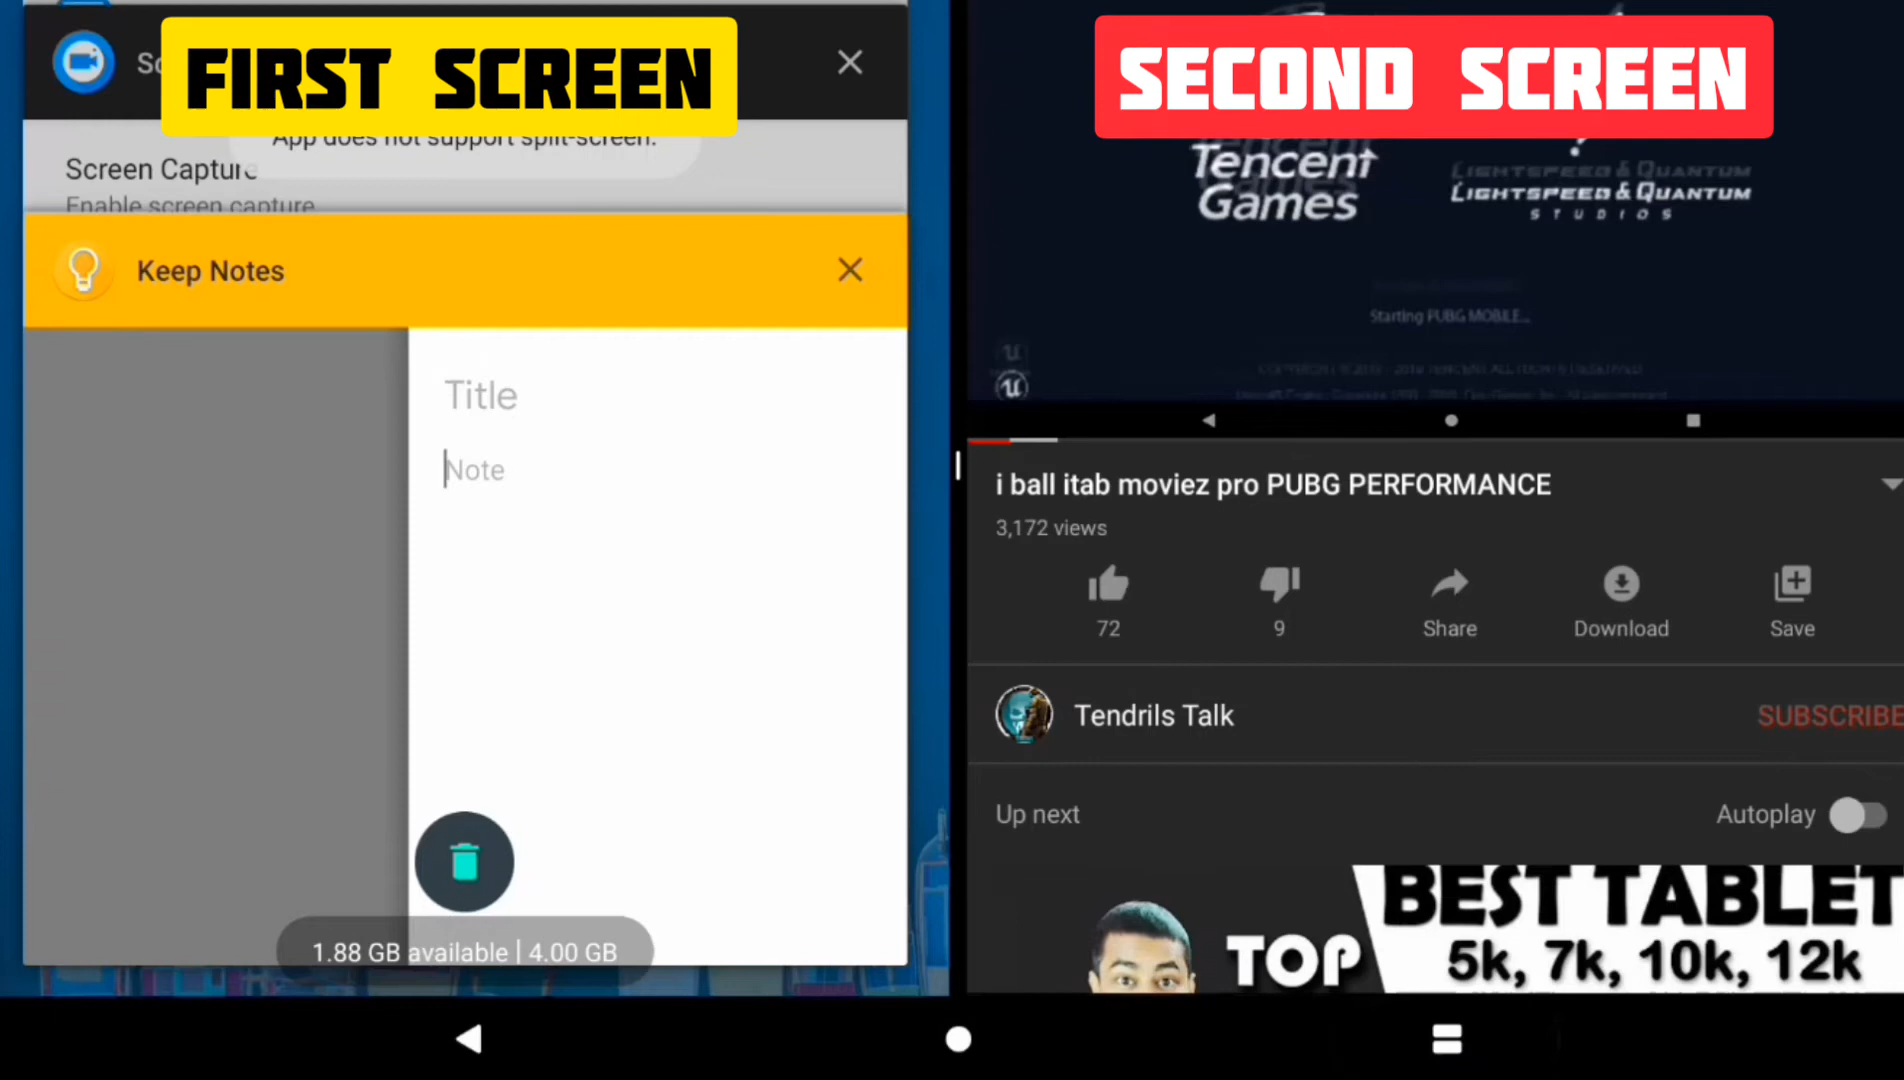 FIRST SCREEN
App does not support split-screen.
Screen Capture
Enable screen capture
Keep Notes
Title
Note
1.88 GB available | 4.00 GB
SECOND SCREEN
Tencent
Games
LIGHTSPEED & QUANTUM
LIGHTSPEED & QUANTUM
STUDIOS
Starting PUBG MOBILE...
i ball itab moviez pro PUBG PERFORMANCE
3,172 views
72
9
Share
Download
Save
Tendrils Talk
SUBSCRIBE
Up next
Autoplay
BEST TABLET
TOP
5k, 7k, 10k, 12k